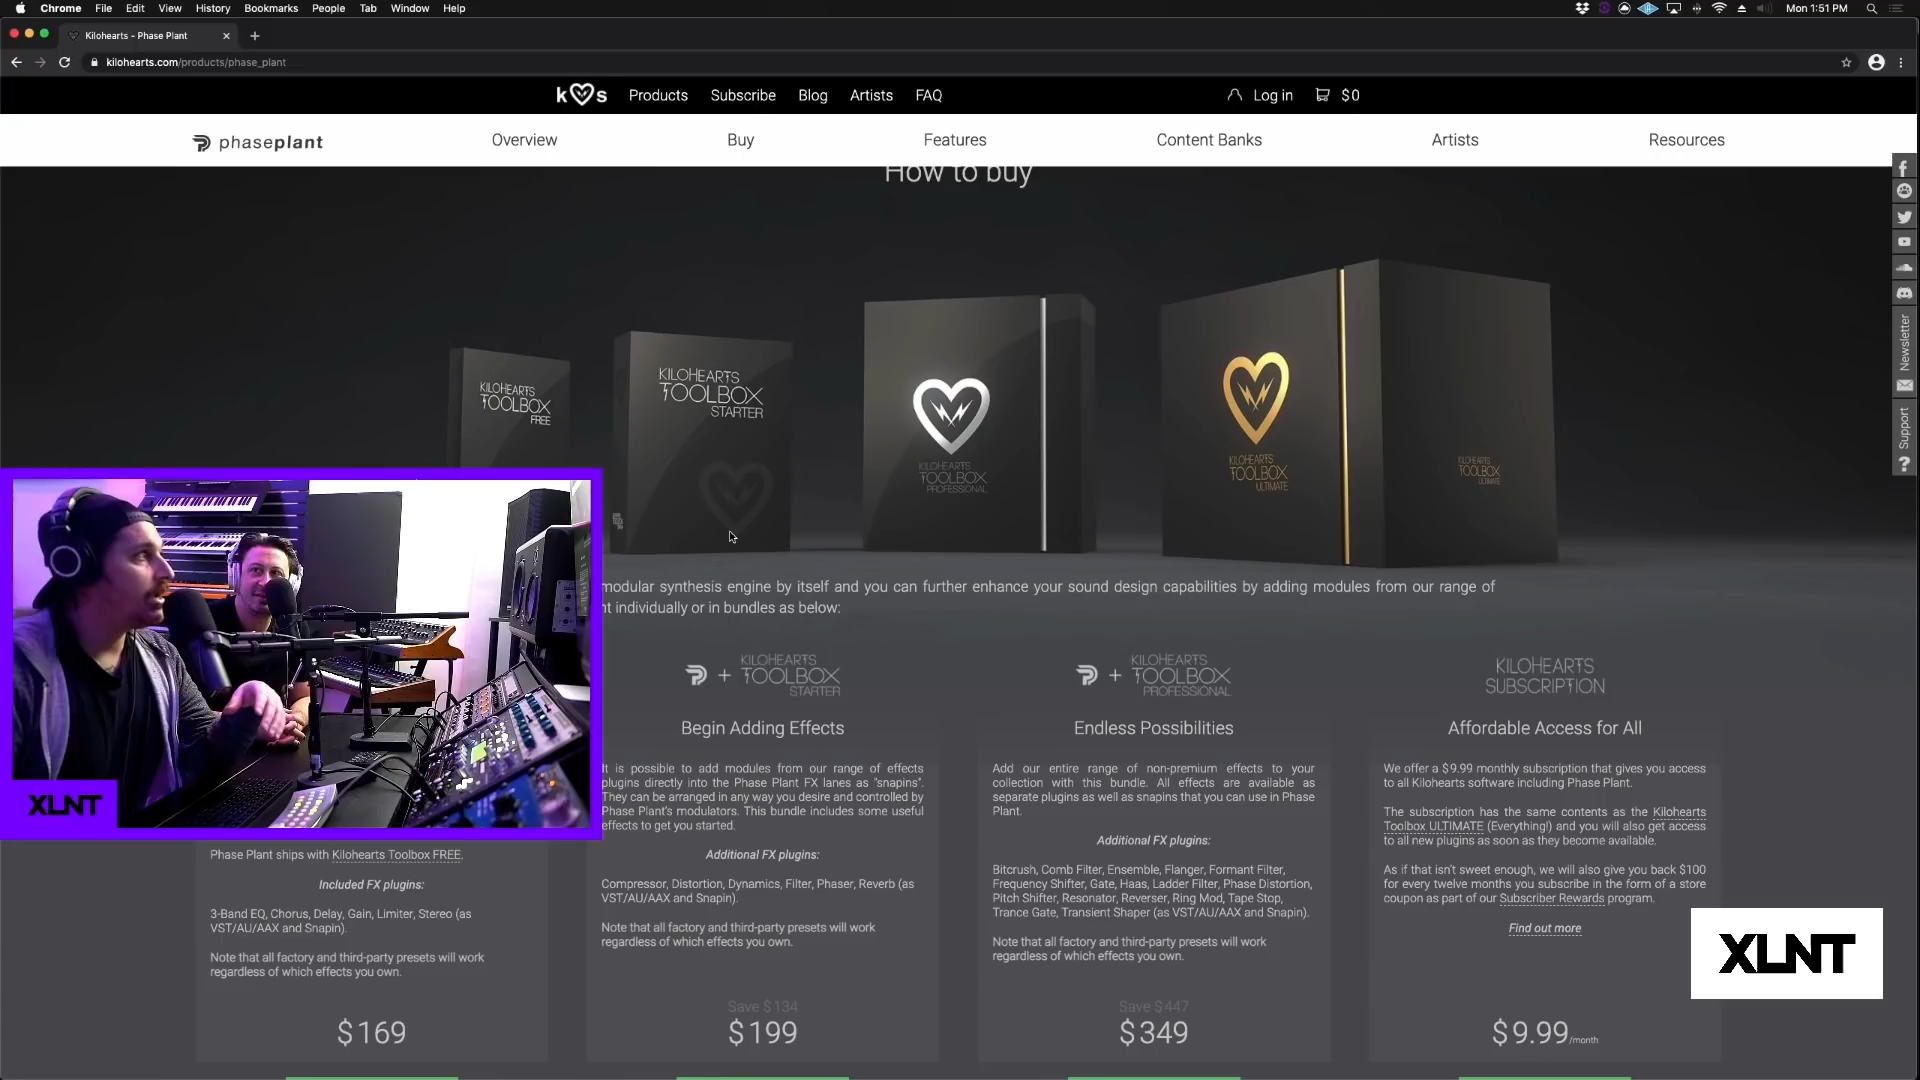 Chrome File Edit View History Bookmarks People Tab Window Help Mon 1:51 PM
Kilohearts - Phase Plant
kilohearts.com/products/phase_plant
k s Products Subscribe Blog Artists FAQ Log in $0
phaseplant Overview Buy Features Content Banks Artists Resources
How to buy
KILOHEARTS
TOOLBOX
FREE
KILOHEARTS
TOOLBOX
STARTER
KILOHEARTS
TOOLBOX
PROFESSIONAL
KILOHEARTS
TOOLBOX
ULTIMATE
KILOHEARTS
TOOLBOX
ULTIMATE
Newsletter
Support
?
modular synthesis engine by itself and you can further enhance your sound design capabilities by adding modules from our range of
nt individually or in bundles as below:
XLNT
Phase Plant ships with Kilohearts Toolbox FREE.
Included FX plugins:
3-Band EQ, Chorus, Delay, Gain, Limiter, Stereo (as
VST/AU/AAX and Snapin).
Note that all factory and third-party presets will work
regardless of which effects you own.
$169
+ KILOHEARTS
TOOLBOX
STARTER
Begin Adding Effects
It is possible to add modules from our range of effects
plugins directly into the Phase Plant FX lanes as "snapins".
They can be arranged in any way you desire and controlled by
Phase Plant's modulators. This bundle includes some useful
effects to get you started.
Additional FX plugins:
Compressor, Distortion, Dynamics, Filter, Phaser, Reverb (as
VST/AU/AAX and Snapin).
Note that all factory and third-party presets will work
regardless of which effects you own.
Save $134
$199
+ KILOHEARTS
TOOLBOX
PROFESSIONAL
Endless Possibilities
Add our entire range of non-premium effects to your
collection with this bundle. All effects are available as
separate plugins as well as snapins that you can use in Phase
Plant.
Additional FX plugins:
Bitcrush, Comb Filter, Ensemble, Flanger, Formant Filter,
Frequency Shifter, Gate, Haas, Ladder Filter, Phase Distortion,
Pitch Shifter, Resonator, Reverser, Ring Mod, Tape Stop,
Trance Gate, Transient Shaper (as VST/AU/AAX and Snapin).
Note that all factory and third-party presets will work
regardless of which effects you own.
Save $447
$349
KILOHEARTS
SUBSCRIPTION
Affordable Access for All
We offer a $9.99 monthly subscription that gives you access
to all Kilohearts software including Phase Plant.
The subscription has the same contents as the Kilohearts
Toolbox ULTIMATE (Everything!) and you will also get access
to all new plugins as soon as they become available.
As if that isn't sweet enough, we will also give you back $100
for every twelve months you subscribe in the form of a store
coupon as part of our Subscriber Rewards program.
Find out more
$9.99/month
XLNT